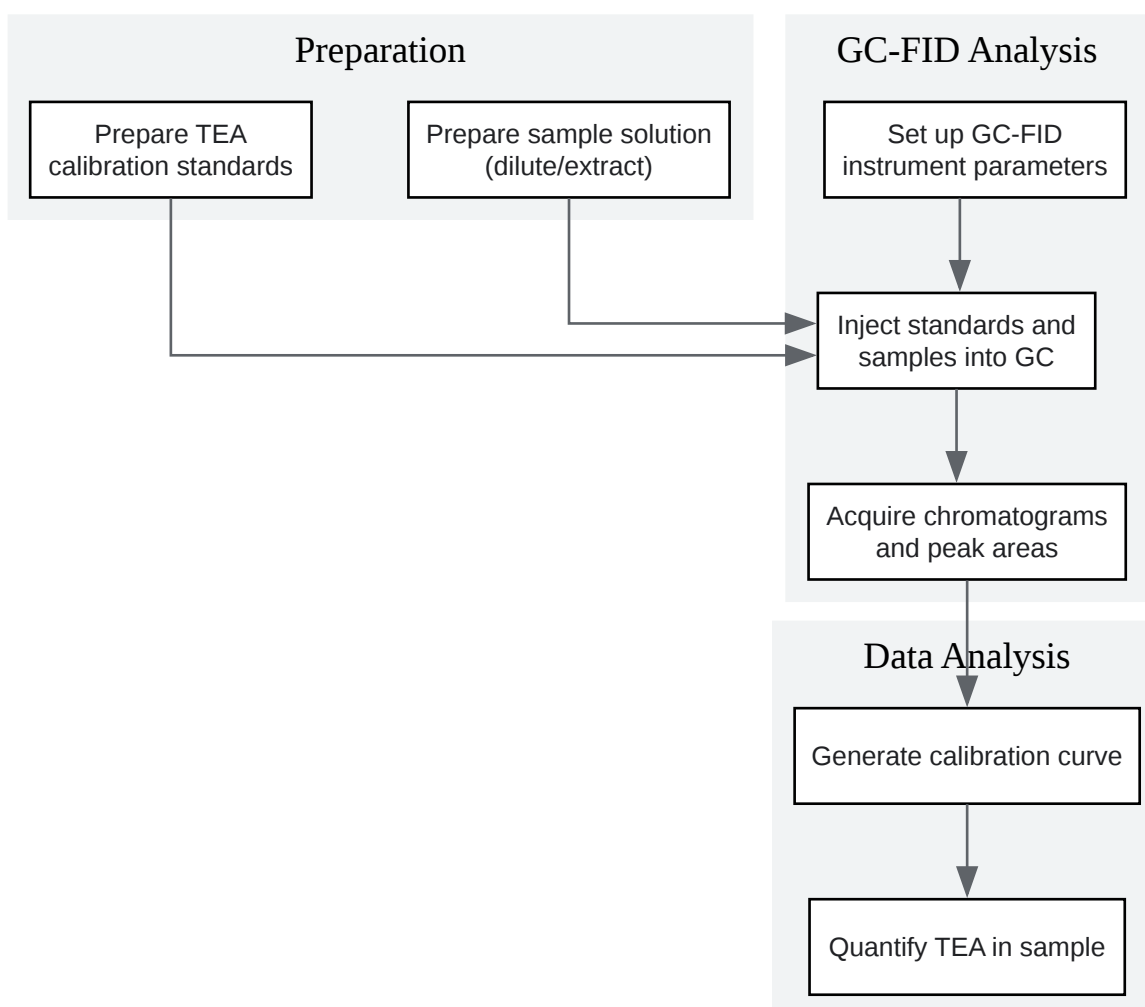 Preparation
Prepare TEA
calibration standards
Prepare sample solution
(dilute/extract)
GC-FID Analysis
Set up GC-FID
instrument parameters
Inject standards and
samples into GC
Acquire chromatograms
and peak areas
Data Analysis
Generate calibration curve
Quantify TEA in sample